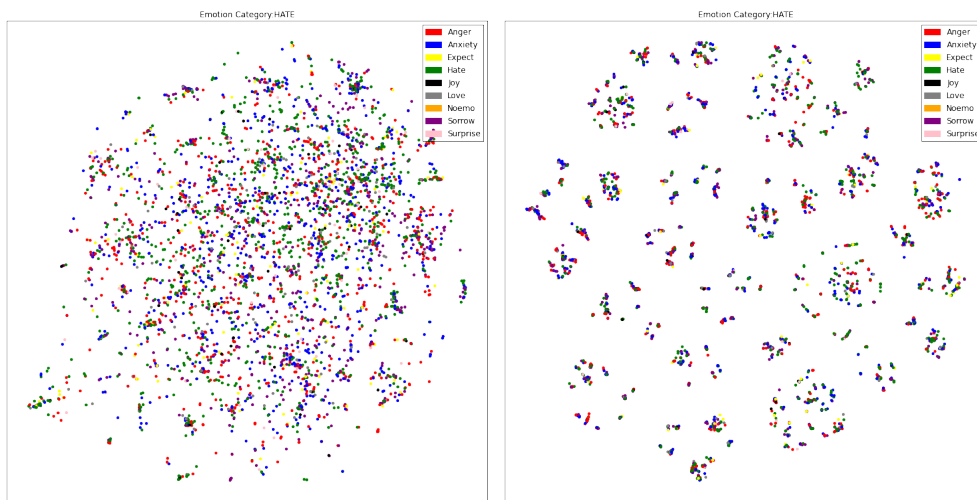 Emotion Category:HATE
Anger
Anxiety
Expect
Hate
Joy
Love
Noemo
Sorrow
Surprise
Emotion Category:HATE
Anger
Anxiety
Expect
Hate
Joy
Love
Noemo
Sorrow
Surprise